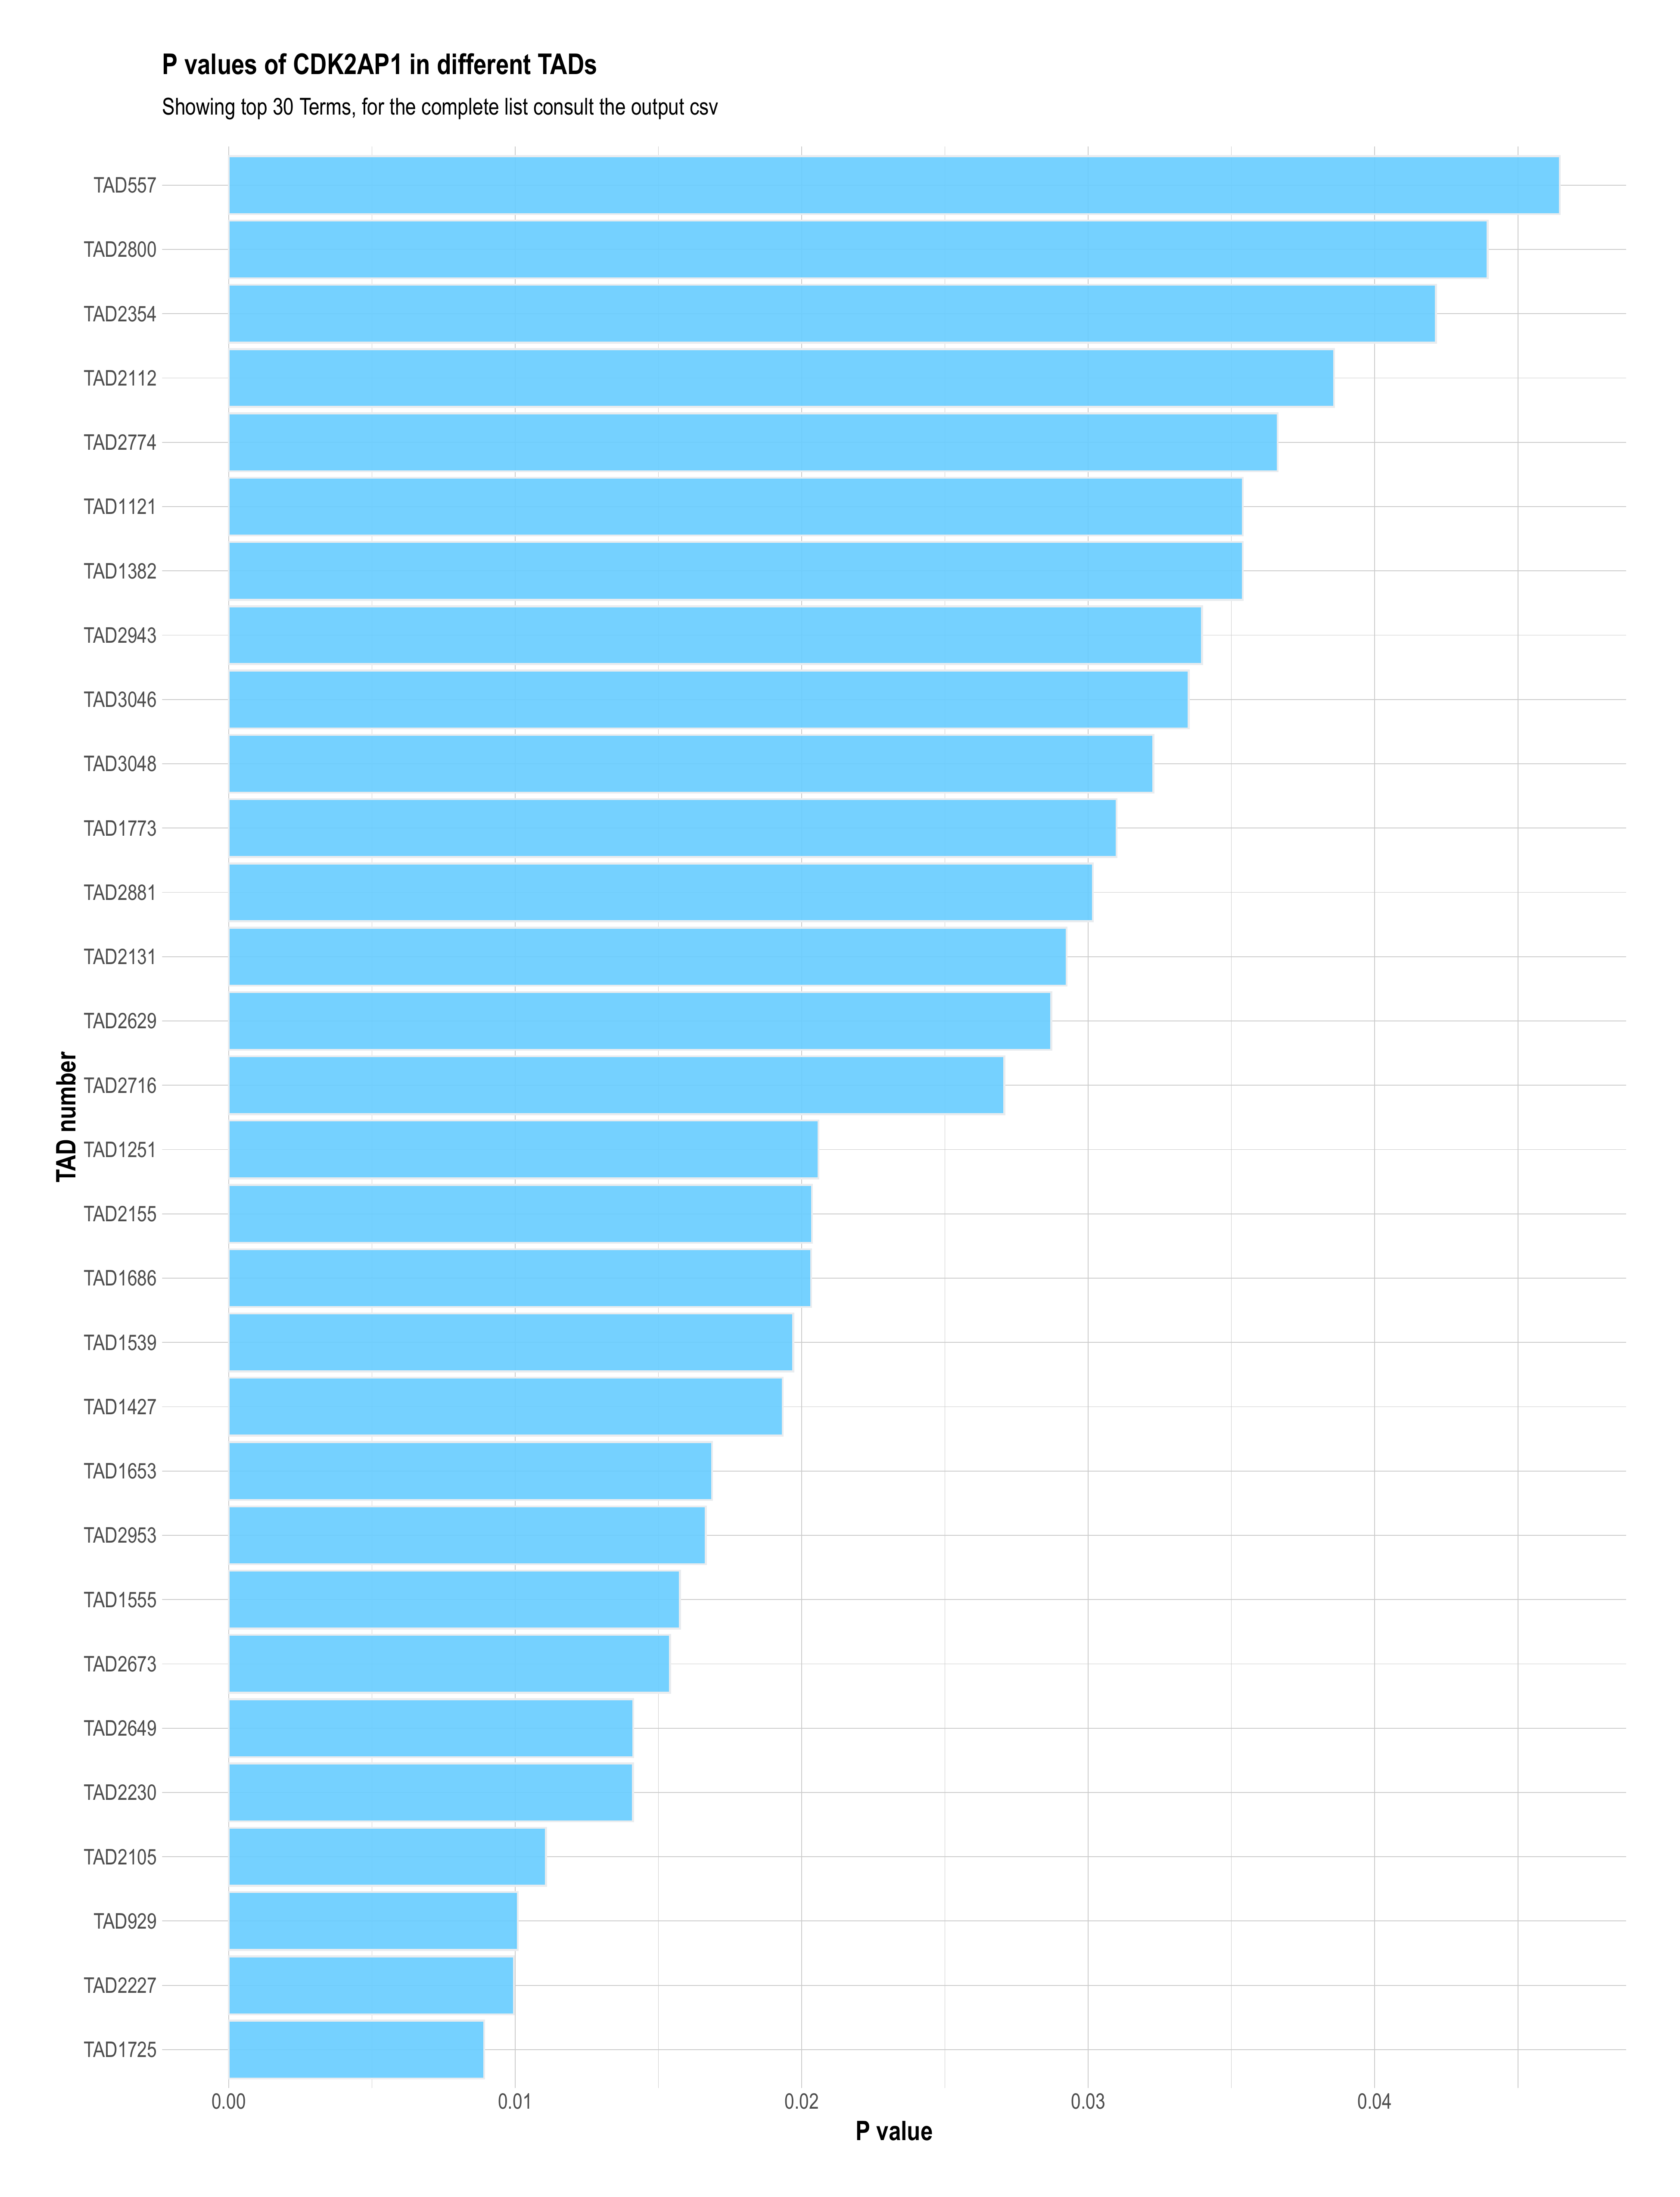 P values of CDK2AP1 in different TADs
Showing top 30 Terms, for the complete list consult the output csv
TAD557
TAD2800
TAD2354
TAD2112
TAD2774
TAD1121
TAD1382
TAD2943
TAD3046
TAD3048
TAD1773
TAD2881
TAD2131
TAD2629
TAD2716
TAD1251
TAD2155
TAD1686
TAD1539
TAD1427
TAD1653
TAD2953
TAD1555
TAD2673
TAD2649
TAD2230
TAD2105
TAD929
TAD2227
TAD1725
TAD number
0.00 0.01 0.02 0.03 0.04
P value